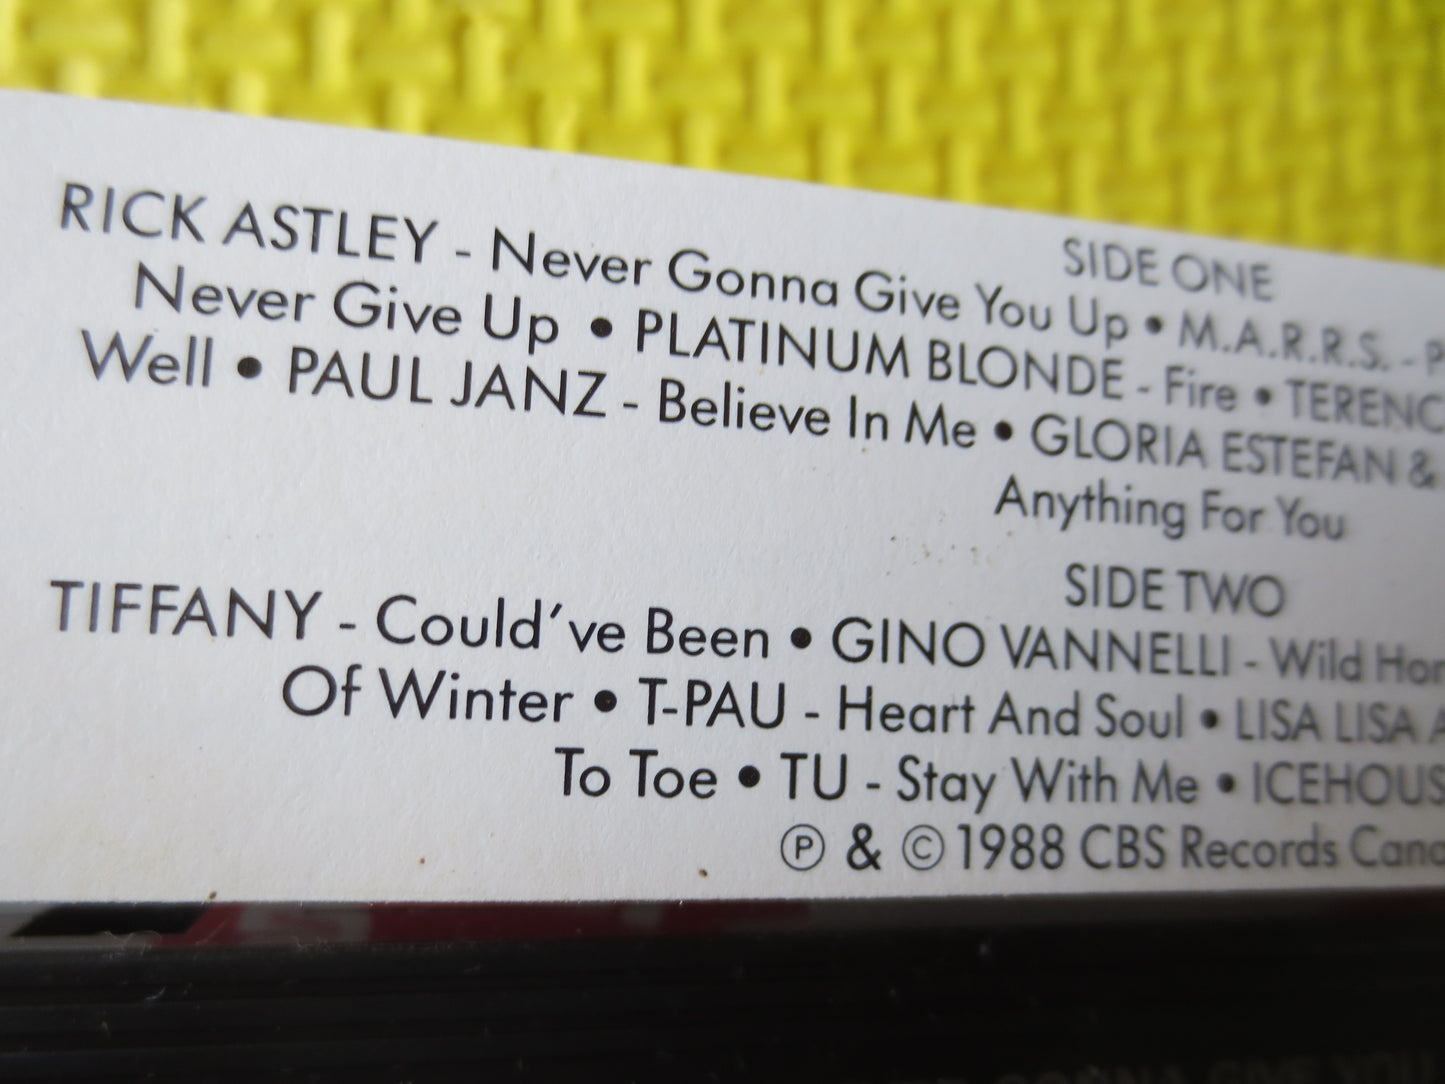 SIDE ONE
RICK ASTLEY - Never Gonna Give You Up • M.A.R.R.S. - P
Never Give Up • PLATINUM BLONDE - Fire • TERENC
Well • PAUL JANZ - Believe In Me • GLORIA ESTEFAN &
Anything For You
SIDE TWO
TIFFANY - Could've Been • GINO VANNELLI - Wild Hor
Of Winter • T-PAU - Heart And Soul • LISA LISA A
To Toe • TU - Stay With Me • ICEHOUS
Ⓟ & © 1988 CBS Records Cana